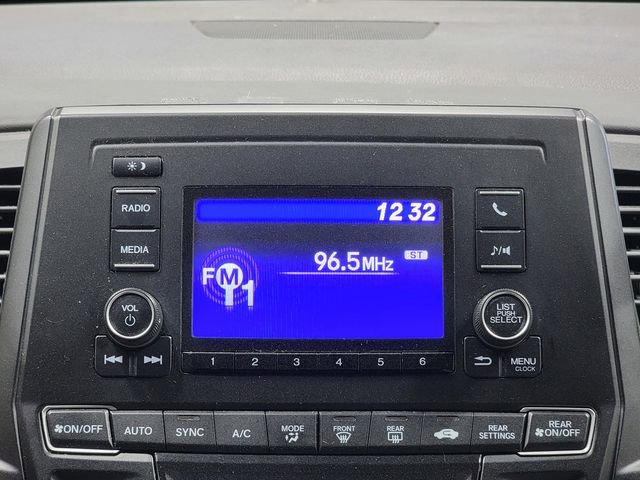 12 32
RADIO
96.5MHz ST
♪/
MEDIA
FM1
VOL
LIST
PUSH
SELECT
1 2 3 4 5 6
MENU
CLOCK
ON/OFF AUTO SYNC A/C MODE FRONT REAR REAR SETTINGS REAR ON/OFF